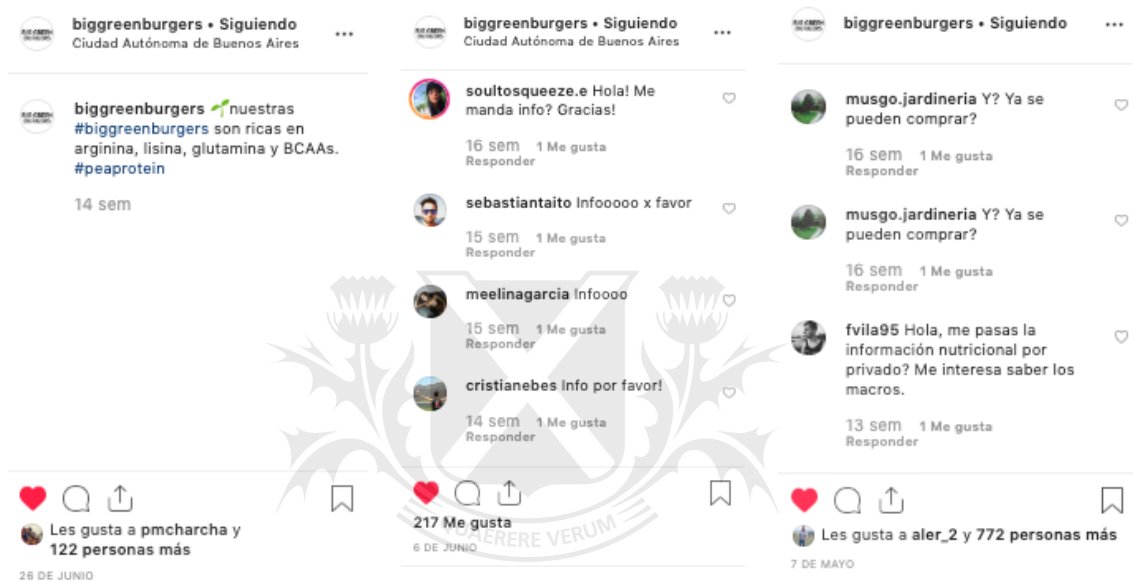 biggreenburgers • Siguiendo
Ciudad Autónoma de Buenos Aires
biggreenburgers 🌱nuestras
#biggreenburgers son ricas en
arginina, lisina, glutamina y BCAAs.
#peaprotein
14 sem
Les gusta a pmcharcha y
122 personas más
26 DE JUNIO
biggreenburgers • Siguiendo
Ciudad Autónoma de Buenos Aires
soultosqueeze.e Hola! Me
manda info? Gracias!
16 sem 1 Me gusta
Responder
sebastiantaito Infooooo x favor
15 sem 1 Me gusta
Responder
meelinagarcia Infoooo
15 sem 1 Me gusta
Responder
cristianebes Info por favor!
14 sem 1 Me gusta
Responder
217 Me gusta
6 DE JUNIO
QUAERERE VERUM
biggreenburgers • Siguiendo
musgo.jardineria Y? Ya se
pueden comprar?
16 sem 1 Me gusta
Responder
musgo.jardineria Y? Ya se
pueden comprar?
16 sem 1 Me gusta
Responder
fvila95 Hola, me pasas la
información nutricional por
privado? Me interesa saber los
macros.
13 sem 1 Me gusta
Responder
Les gusta a aler_2 y 772 personas más
7 DE MAYO